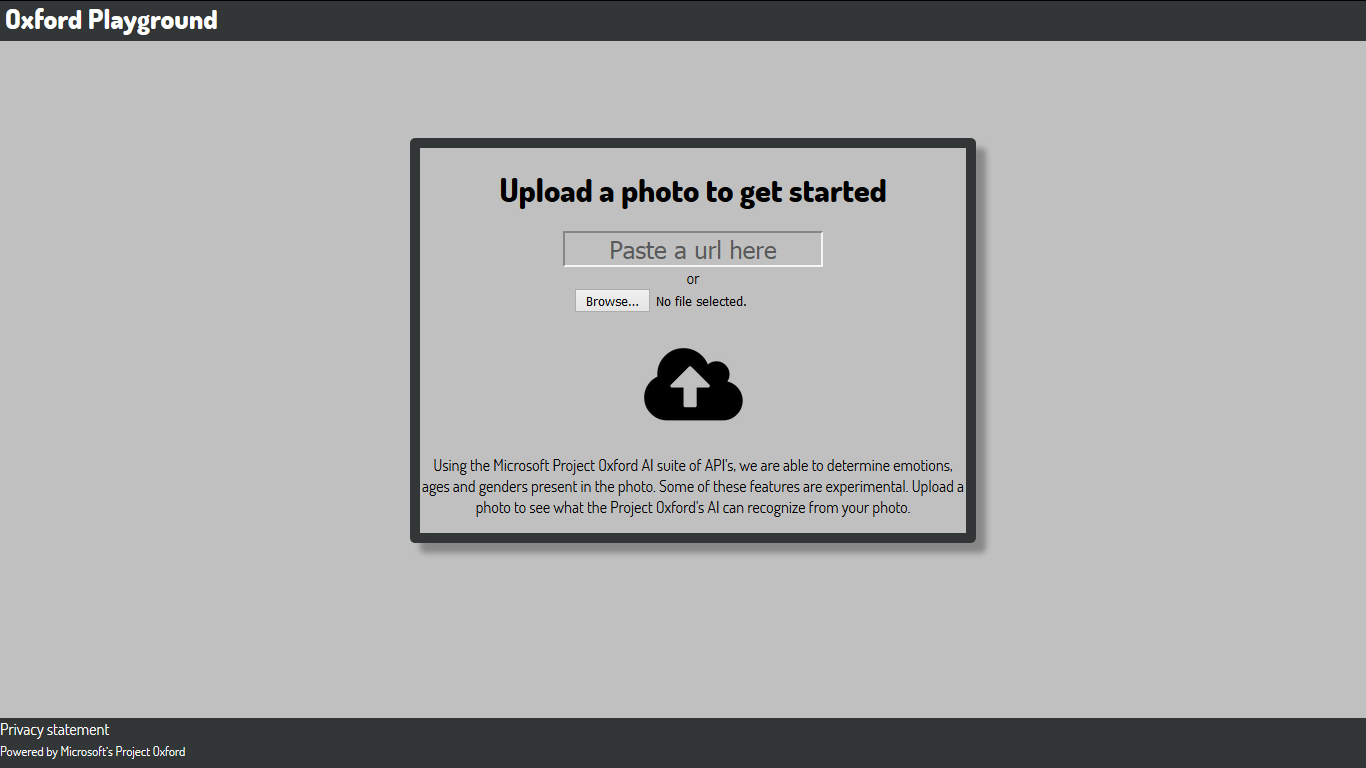 Oxford Playground
Upload a photo to get started
Paste a url here
or
Browse... No file selected.
Using the Microsoft Project Oxford AI suite of API's, we are able to determine emotions,
ages and genders present in the photo. Some of these features are experimental. Upload a
photo to see what the Project Oxford's AI can recognize from your photo.
Privacy statement
Powered by Microsoft's Project Oxford